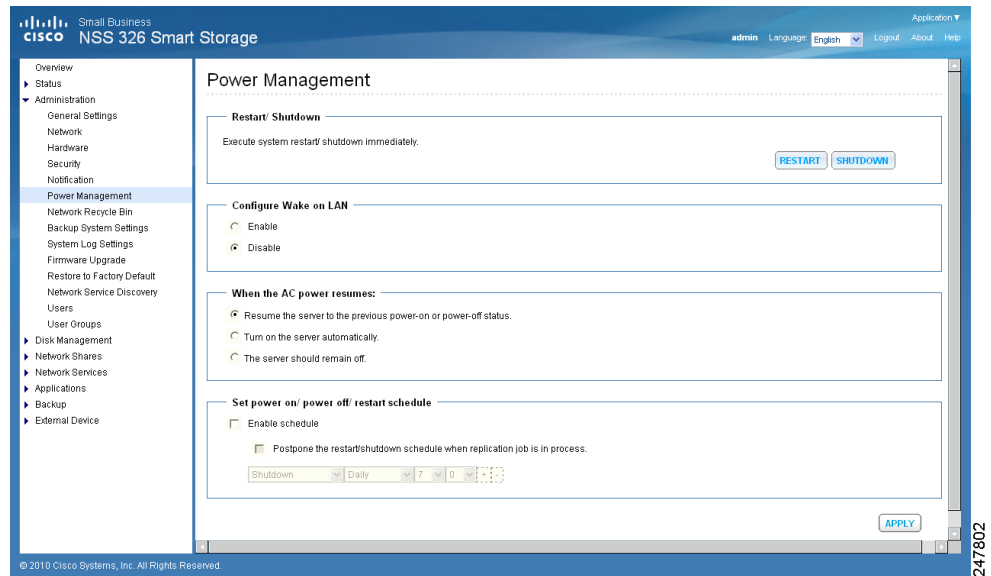 Application
Small Business
CISCO NSS 326 Smart Storage
admin Language: English Logout About Help
Overview
Status
Administration
General Settings
Network
Hardware
Security
Notification
Power Management
Network Recycle Bin
Backup System Settings
System Log Settings
Firmware Upgrade
Restore to Factory Default
Network Service Discovery
Users
User Groups
Disk Management
Network Shares
Network Services
Applications
Backup
External Device
Power Management
Restart/ Shutdown
Execute system restart/ shutdown immediately.
RESTART SHUTDOWN
Configure Wake on LAN
Enable
Disable
When the AC power resumes:
Resume the server to the previous power-on or power-off status.
Turn on the server automatically.
The server should remain off.
Set power on/ power off/ restart schedule
Enable schedule
Postpone the restart/shutdown schedule when replication job is in process.
Shutdown Daily 7 0 + -
APPLY
© 2010 Cisco Systems, Inc. All Rights Reserved.
247802